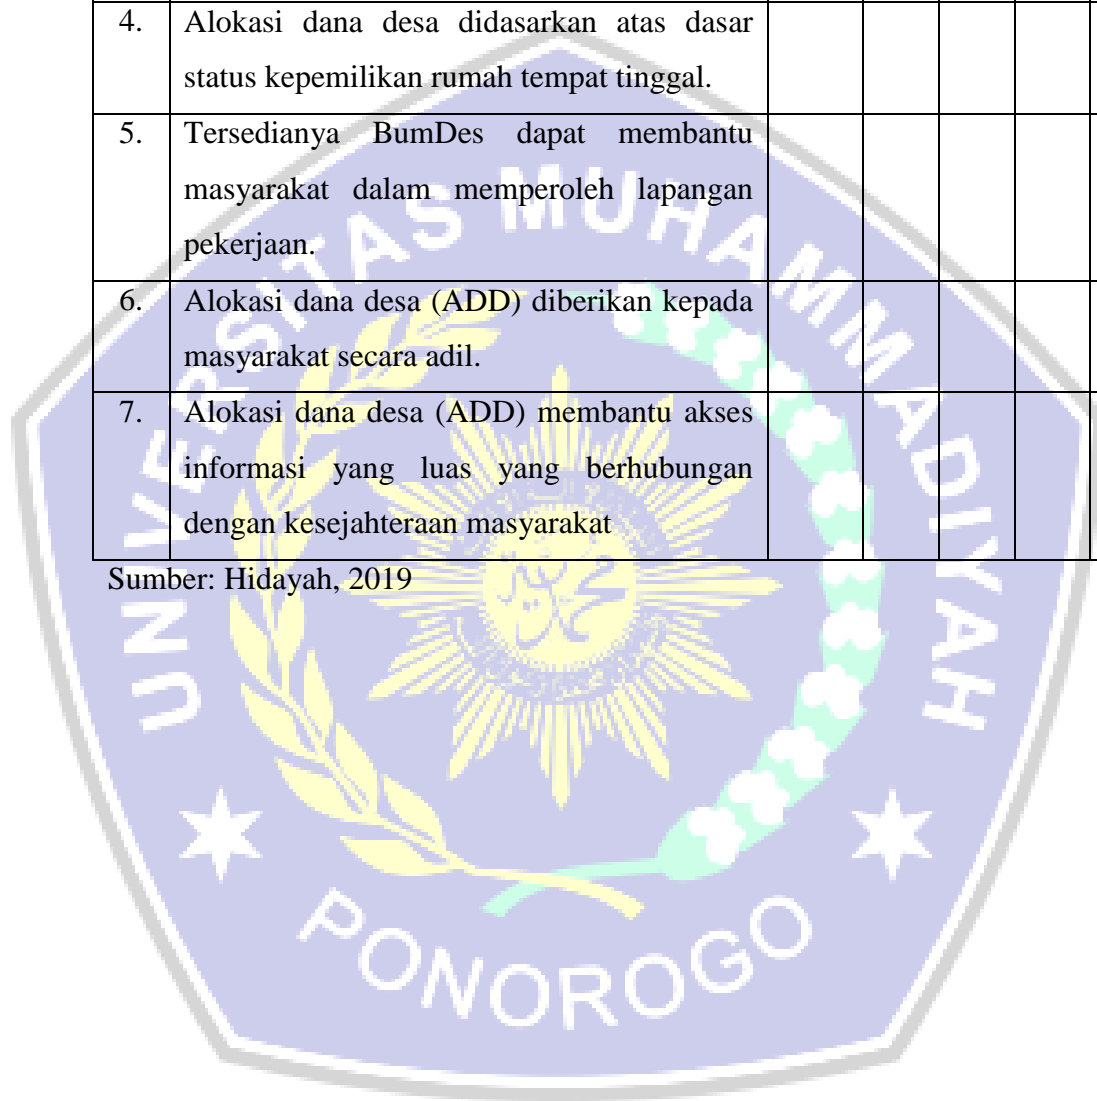 4. Alokasi dana desa didasarkan atas dasar
status kepemilikan rumah tempat tinggal.
5. Tersedianya BumDes dapat membantu
masyarakat dalam memperoleh lapangan
pekerjaan.
6. Alokasi dana desa (ADD) diberikan kepada
masyarakat secara adil.
7. Alokasi dana desa (ADD) membantu akses
informasi yang luas yang berhubungan
dengan kesejahteraan masyarakat
Sumber: Hidayah, 2019
UNIVERSITAS MUHAMMADIYAH
PONOROGO